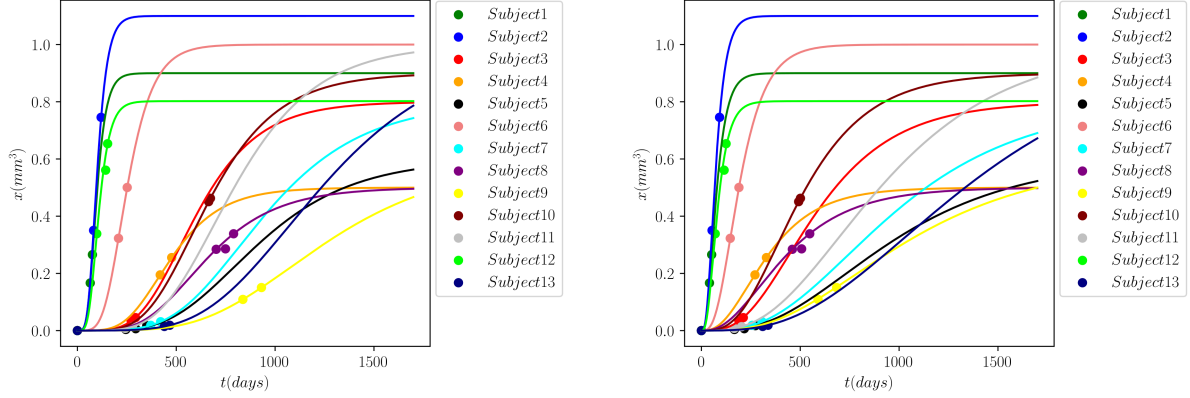 1.0
0.8
0.6
0.4
0.2
0.0
x(mm³)
0
500
1000
1500
t(days)
Subject1
Subject2
Subject3
Subject4
Subject5
Subject6
Subject7
Subject8
Subject9
Subject10
Subject11
Subject12
Subject13
1.0
0.8
0.6
0.4
0.2
0.0
x(mm³)
0
500
1000
1500
t(days)
Subject1
Subject2
Subject3
Subject4
Subject5
Subject6
Subject7
Subject8
Subject9
Subject10
Subject11
Subject12
Subject13